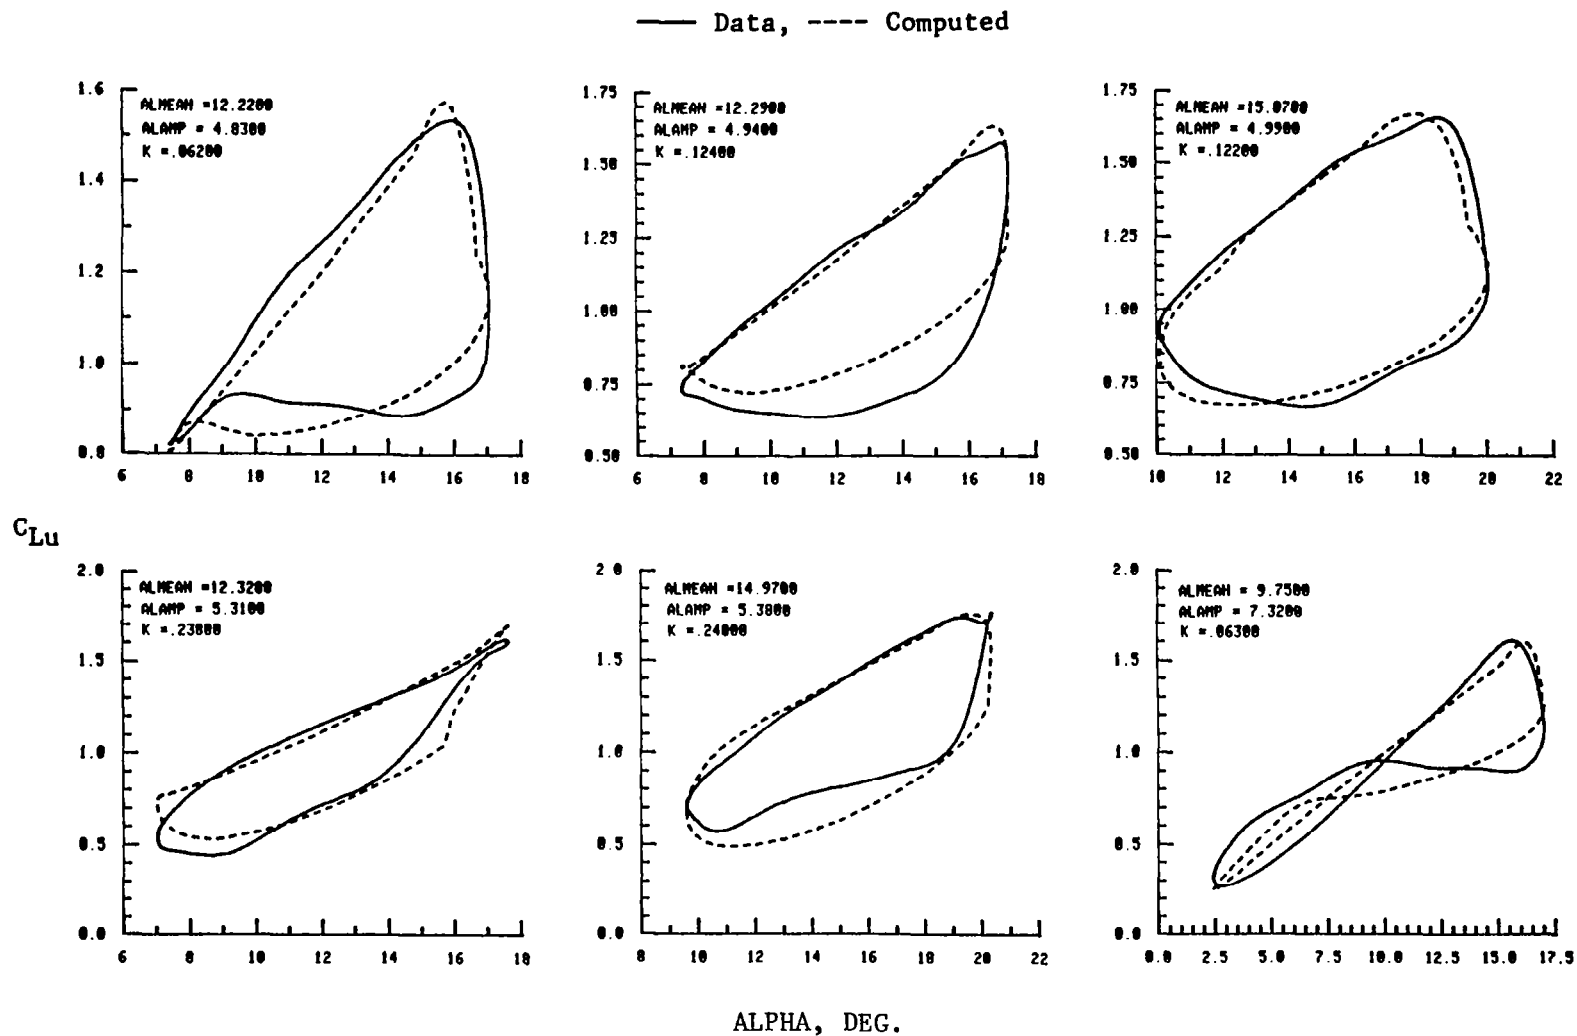 Data, Computed
1.6
1.4
1.2
1.0
0.8
6 8 10 12 14 16 18
ALMEAN =12.2200
ALAMP = 4.8300
K =.06200
1.75
1.50
1.25
1.00
0.75
0.50
6 8 10 12 14 16 18
ALMEAN =12.2900
ALAMP = 4.9400
K =.12400
1.75
1.50
1.25
1.00
0.75
0.50
10 12 14 16 18 20 22
ALMEAN =15.0700
ALAMP = 4.9900
K =.12200
CLu
2.0
1.5
1.0
0.5
0.0
6 8 10 12 14 16 18
ALMEAN =12.3200
ALAMP = 5.3100
K =.23800
2 0
1.5
1.0
0.5
0.0
8 10 12 14 16 18 20 22
ALMEAN =14.9700
ALAMP = 5.3800
K =.24000
2.0
1.5
1.0
0.5
0.0
0.0 2.5 5.0 7.5 10.0 12.5 15.0 17.5
ALMEAN = 9.7500
ALAMP = 7.3200
K =.06300
ALPHA, DEG.